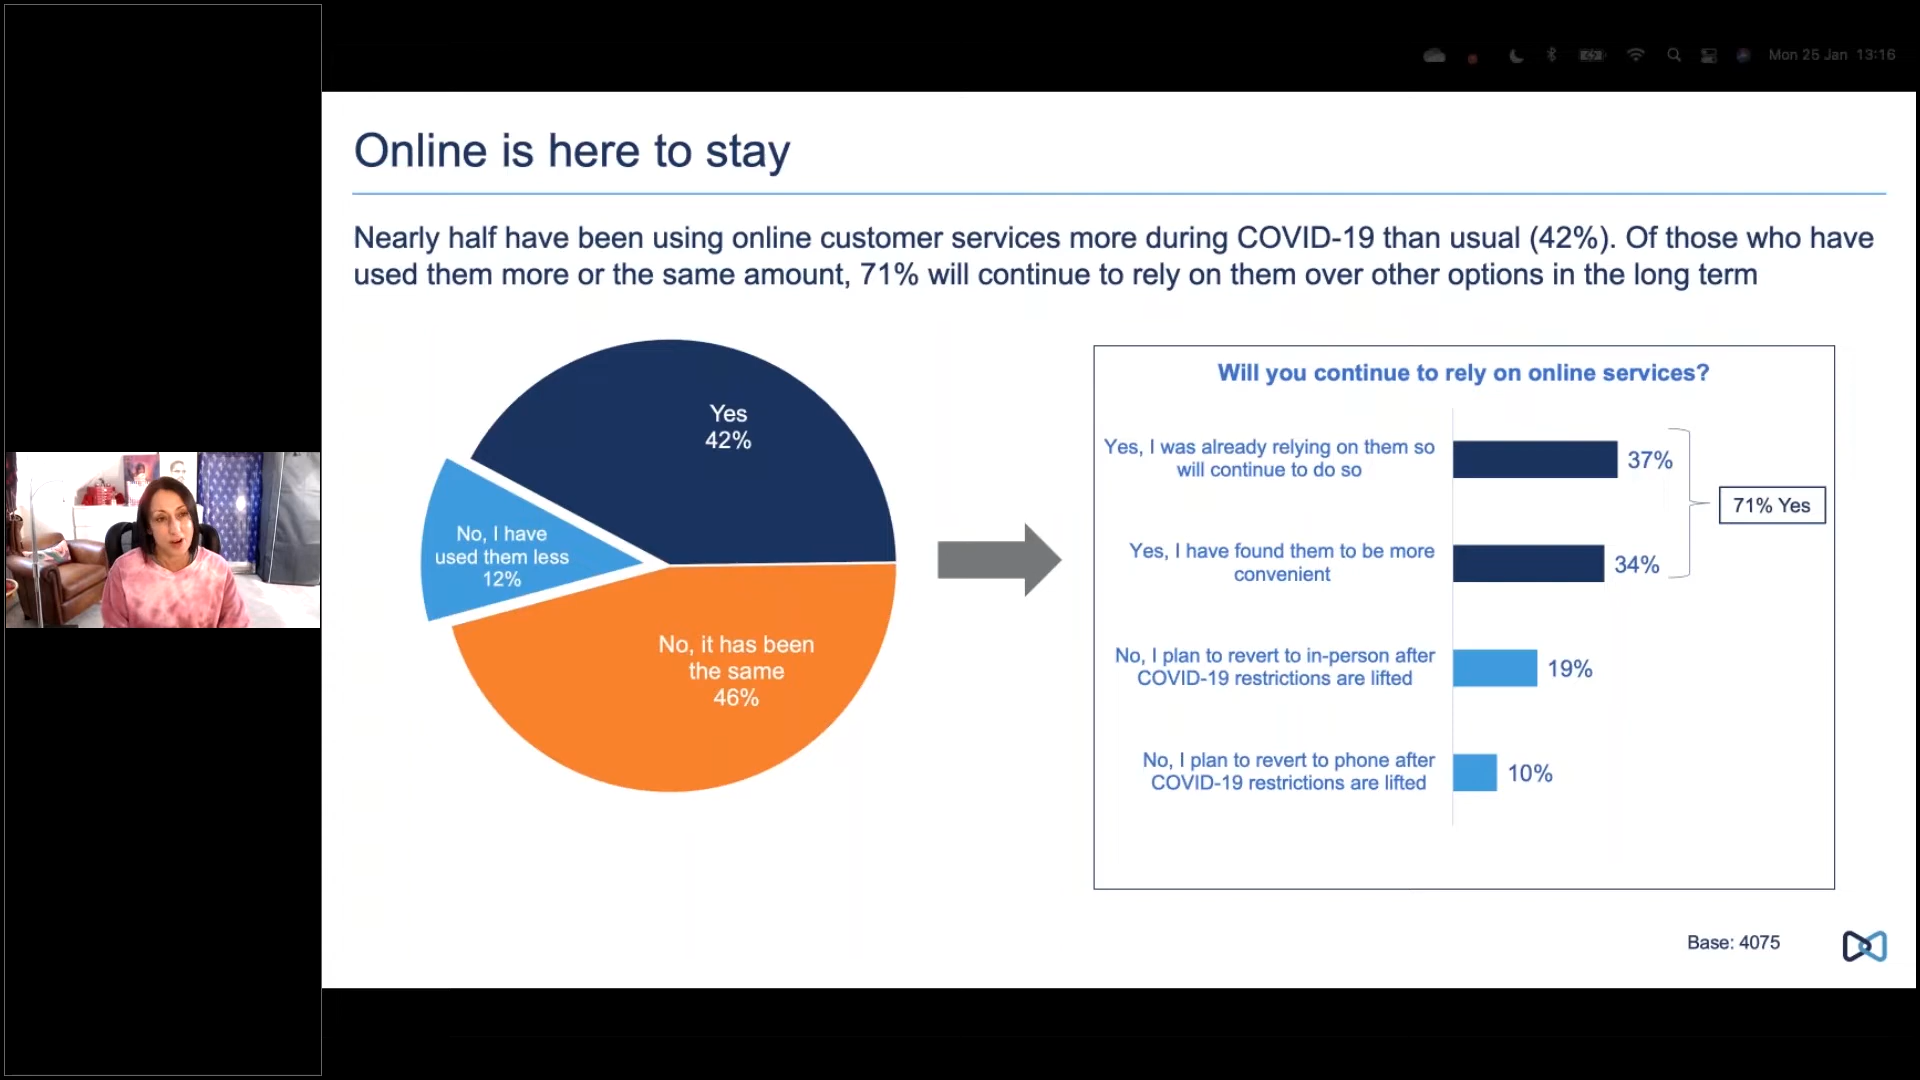 Mon 25 Jan 13:16
Online is here to stay
Nearly half have been using online customer services more during COVID-19 than usual (42%). Of those who have
used them more or the same amount, 71% will continue to rely on them over other options in the long term
Yes
42%
No, I have
used them less
12%
No, it has been
the same
46%
Will you continue to rely on online services?
Yes, I was already relying on them so
will continue to do so
37%
71% Yes
Yes, I have found them to be more
convenient
34%
No, I plan to revert to in-person after
COVID-19 restrictions are lifted
19%
No, I plan to revert to phone after
COVID-19 restrictions are lifted
10%
Base: 4075